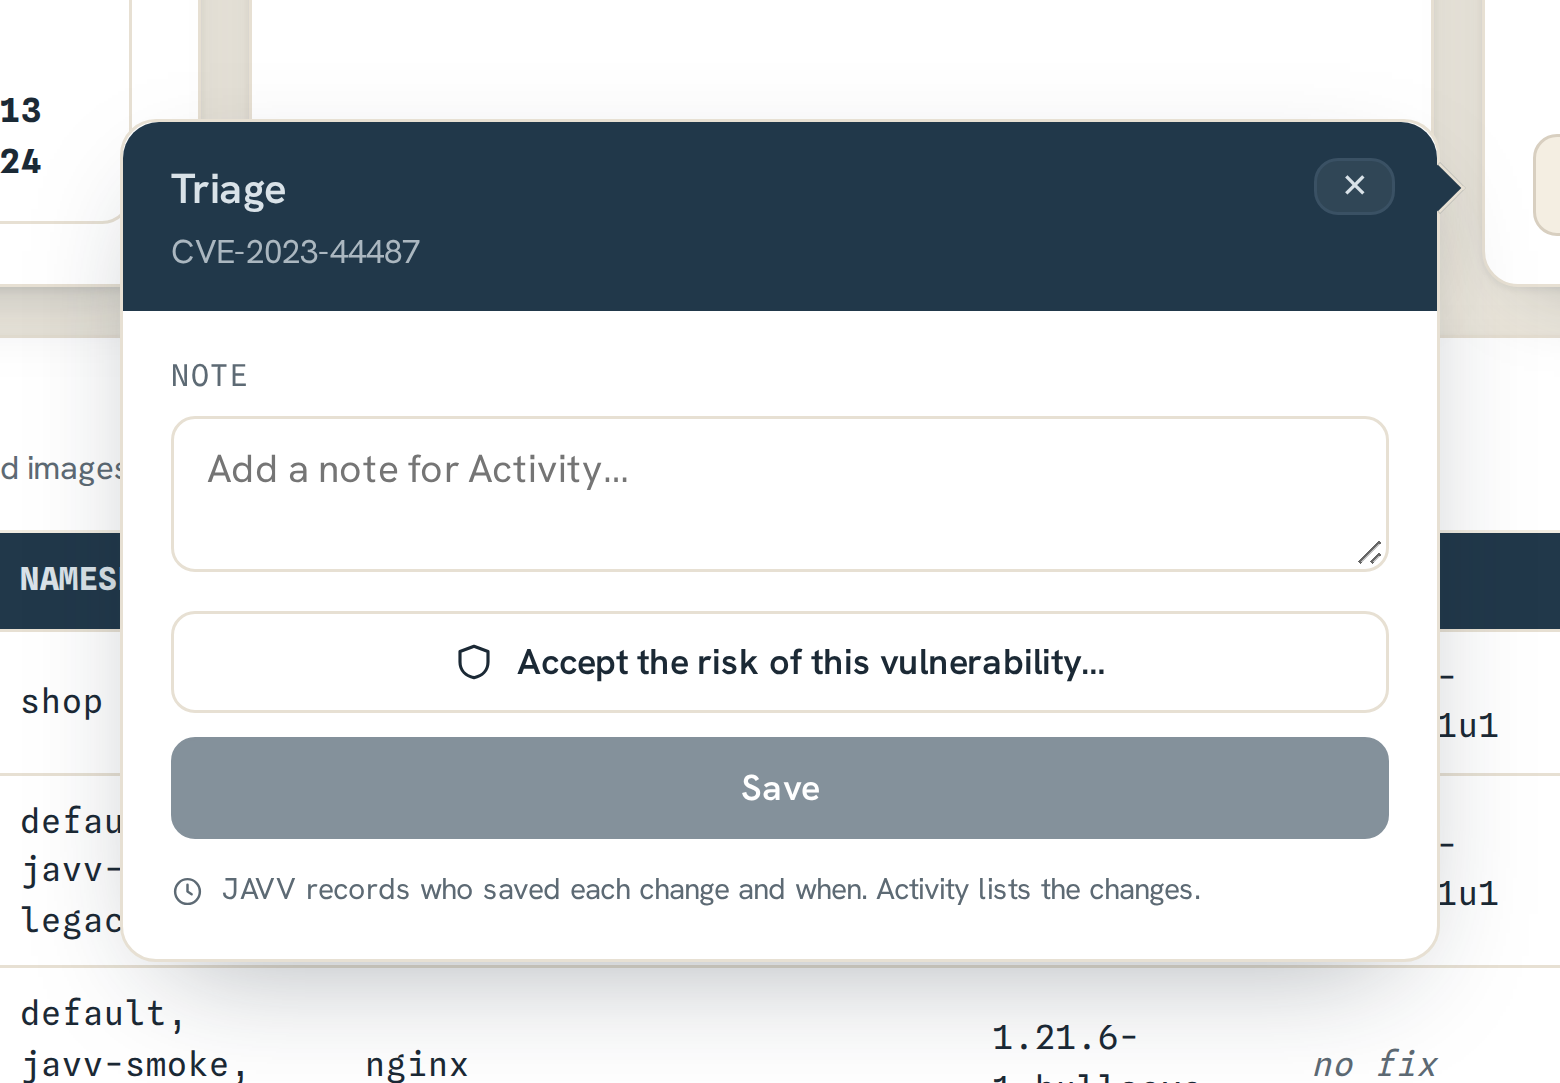 13
24
Triage
CVE-2023-44487
NOTE
Add a note for Activity...
d images
Accept the risk of this vulnerability...
NAMES
shop
-
1u1
Save
defau
javv-
legac
-
1u1
JAVV records who saved each change and when. Activity lists the changes.
default,
javv-smoke,
nginx
1.21.6-
no fix